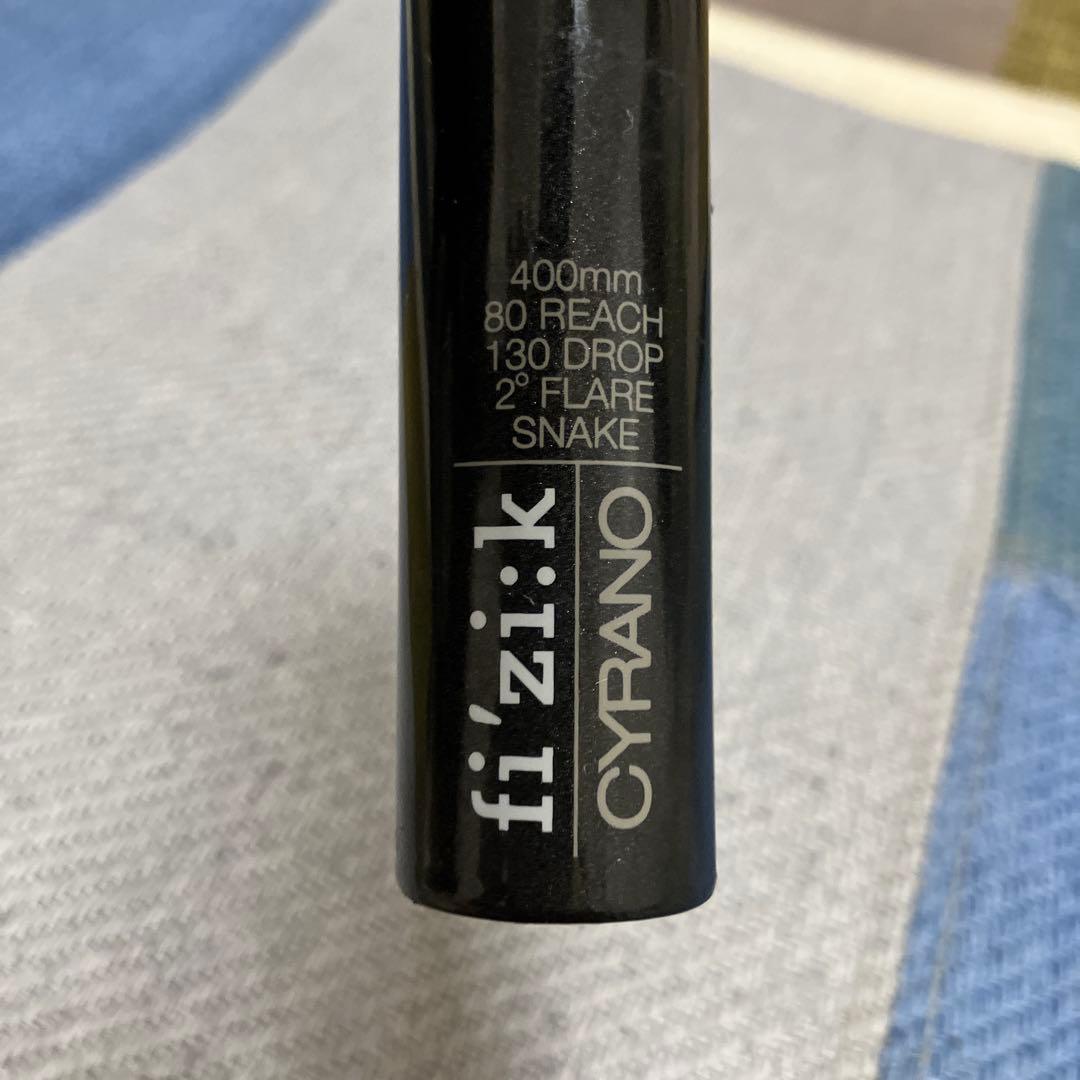 400mm
80 REACH
130 DROP
2° FLARE
SNAKE
fi'zi:k
CYRANO